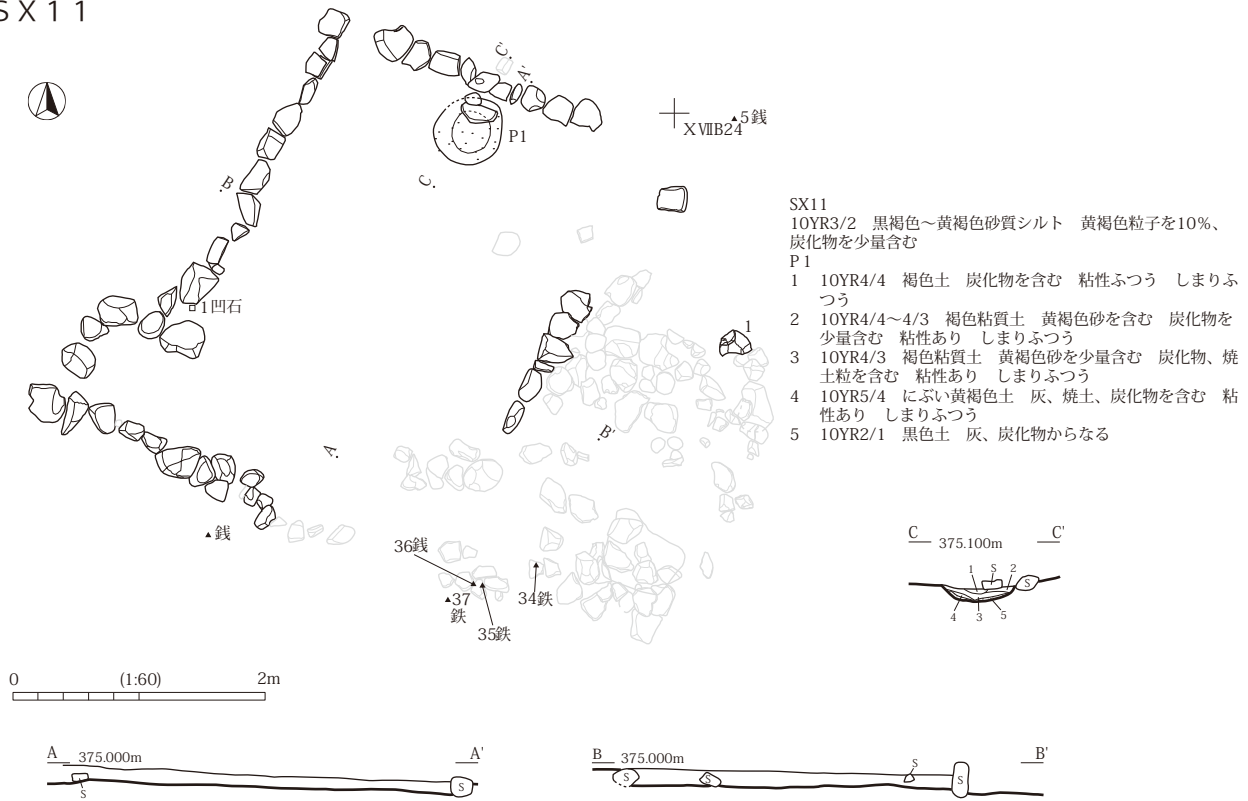 SX11
C'
A'
XⅦB24
5銭
P1
B
C
1凹石
1
A
B'
銭
36銭
37
鉄
35鉄
34鉄
SX11
10YR3/2 黒褐色～黄褐色砂質シルト 黄褐色粒子を10%、
炭化物を少量含む
P1
1 10YR4/4 褐色土 炭化物を含む 粘性ふつう しまりふ
つう
2 10YR4/4～4/3 褐色粘質土 黄褐色砂を含む 炭化物を
少量含む 粘性あり しまりふつう
3 10YR4/3 褐色粘質土 黄褐色砂を少量含む 炭化物、焼
土粒を含む 粘性あり しまりふつう
4 10YR5/4 にぶい黄褐色土 灰、焼土、炭化物を含む 粘
性あり しまりふつう
5 10YR2/1 黒色土 灰、炭化物からなる
C 375.100m C'
1 S 2
S
4 3 5
0 (1:60) 2m
A 375.000m A'
S
S
B 375.000m B'
S S S S